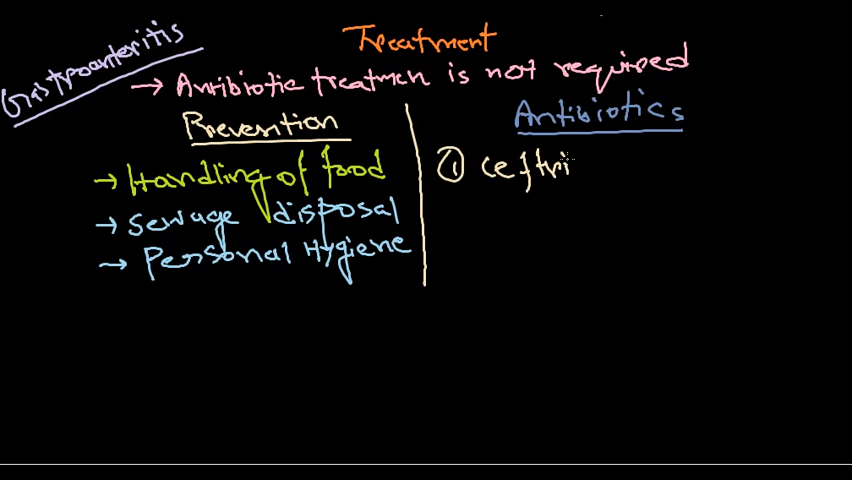 Gastroenteritis
Treatment
→ Antibiotic treatmen is not required
Prevention
→ Handling of food
→ Sewage disposal
→ Personal Hygiene
Antibiotics
① Ceftri